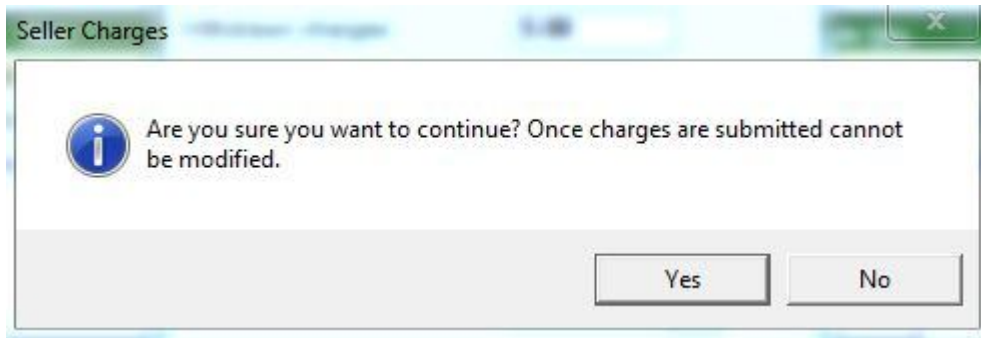 Seller Charges
Are you sure you want to continue? Once charges are submitted cannot
be modified.
Yes
No